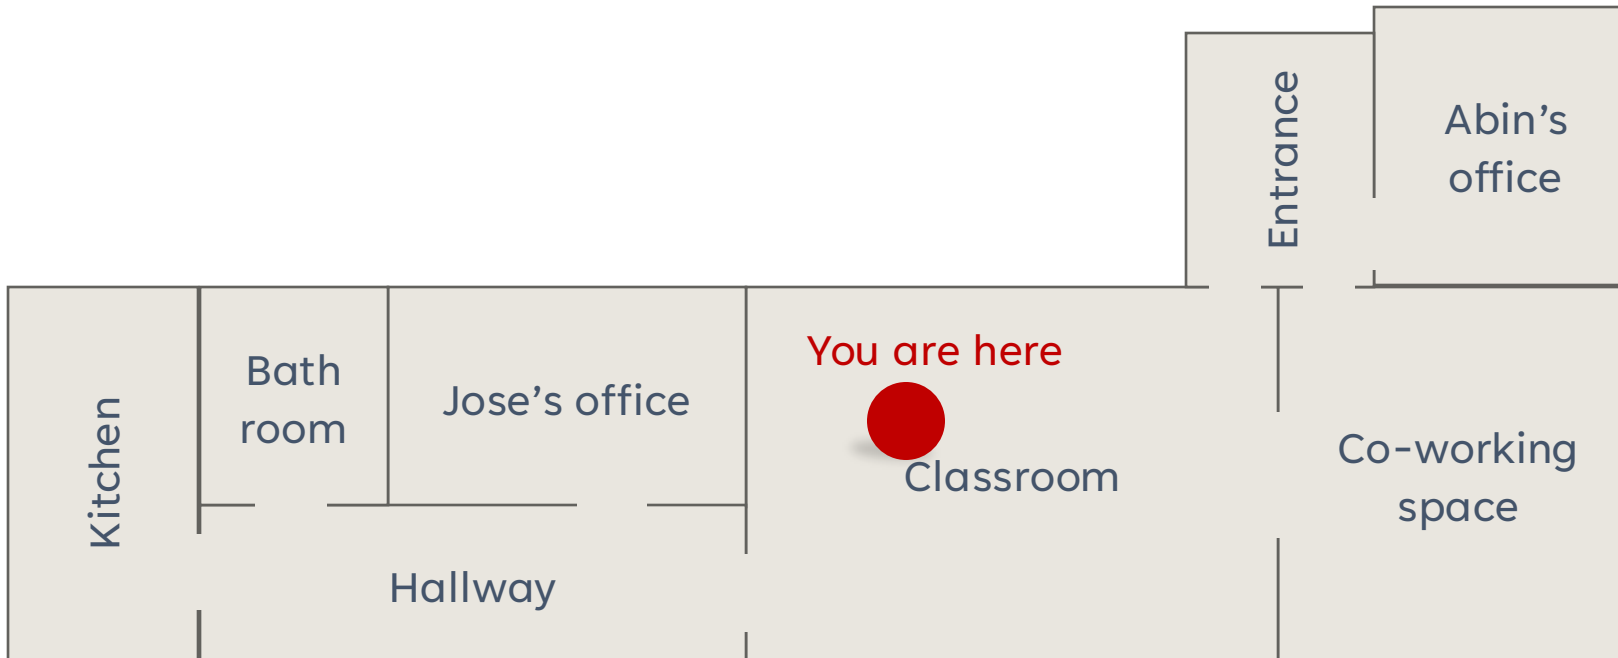 Entrance
Abin’s
office
You are here
Bath
room
Jose’s office
Kitchen
Classroom
Co-working
space
Hallway